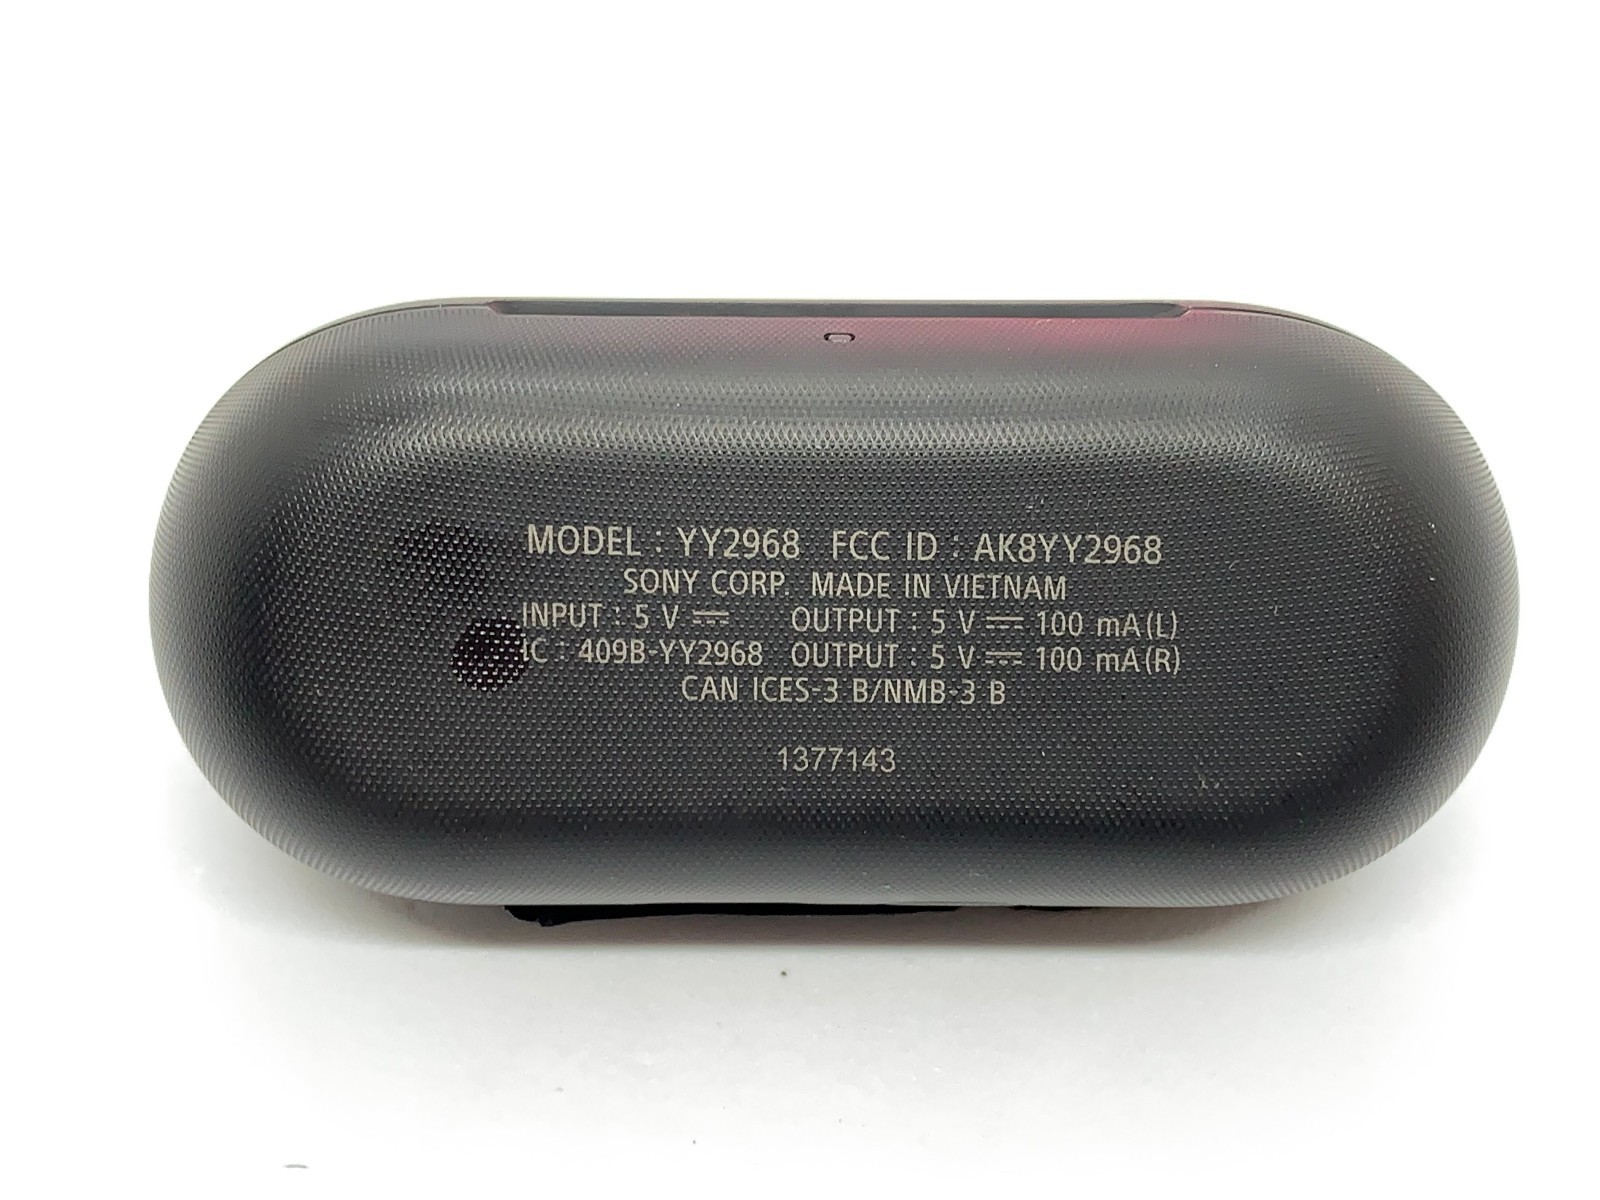 MODEL : YY2968 FCC ID : AK8YY2968
SONY CORP. MADE IN VIETNAM
INPUT : 5 V ⎓ OUTPUT : 5 V ⎓ 100 mA(L)
IC : 409B-YY2968 OUTPUT : 5 V ⎓ 100 mA(R)
CAN ICES-3 B/NMB-3 B
1377143